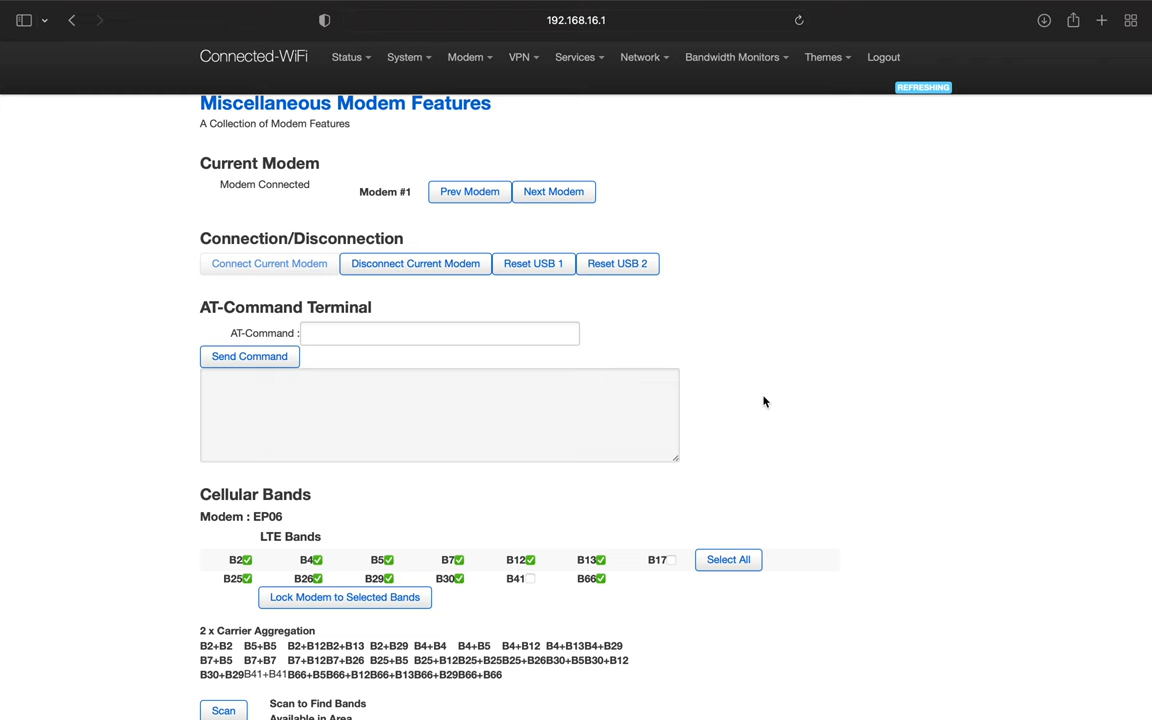 192.168.16.1
Connected-WiFi Status System Modem VPN Services Network Bandwidth Monitors Themes Logout
REFRESHING
Miscellaneous Modem Features
A Collection of Modem Features
Current Modem
Modem Connected
Modem #1 Prev Modem Next Modem
Connection/Disconnection
Connect Current Modem Disconnect Current Modem Reset USB 1 Reset USB 2
AT-Command Terminal
AT-Command :
Send Command
Cellular Bands
Modem : EP06
LTE Bands
B2 B4 B5 B7 B12 B13 B17 Select All
B25 B26 B29 B30 B41 B66
Lock Modem to Selected Bands
2 x Carrier Aggregation
B2+B2 B5+B5 B2+B12B2+B13 B2+B29 B4+B4 B4+B5 B4+B12 B4+B13B4+B29
B7+B5 B7+B7 B7+B12B7+B26 B25+B5 B25+B12B25+B25B25+B26B30+B5B30+B12
B30+B29B41+B41B66+B5B66+B12B66+B13B66+B29B66+B66
Scan Scan to Find Bands
Available in Area